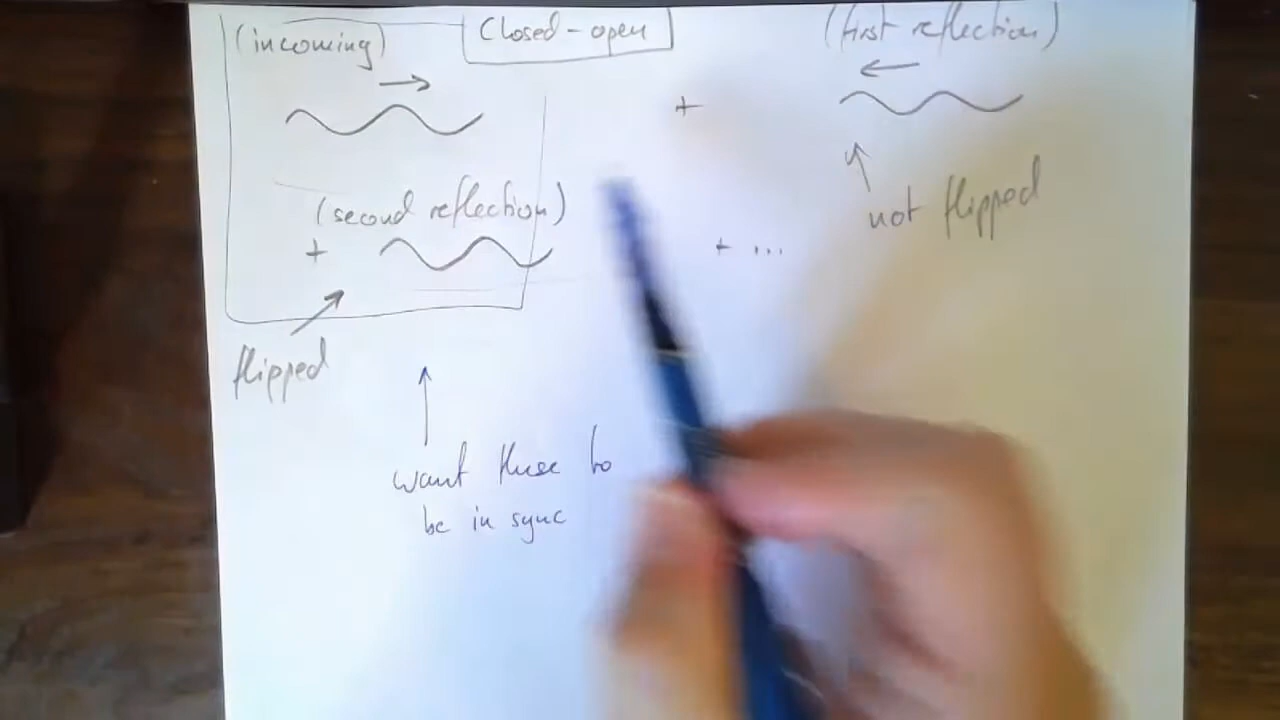 Closed-open
(incoming)
→
+
(first reflection)
←
not flipped
(second reflection)
+
+ ...
flipped
want these to
be in sync